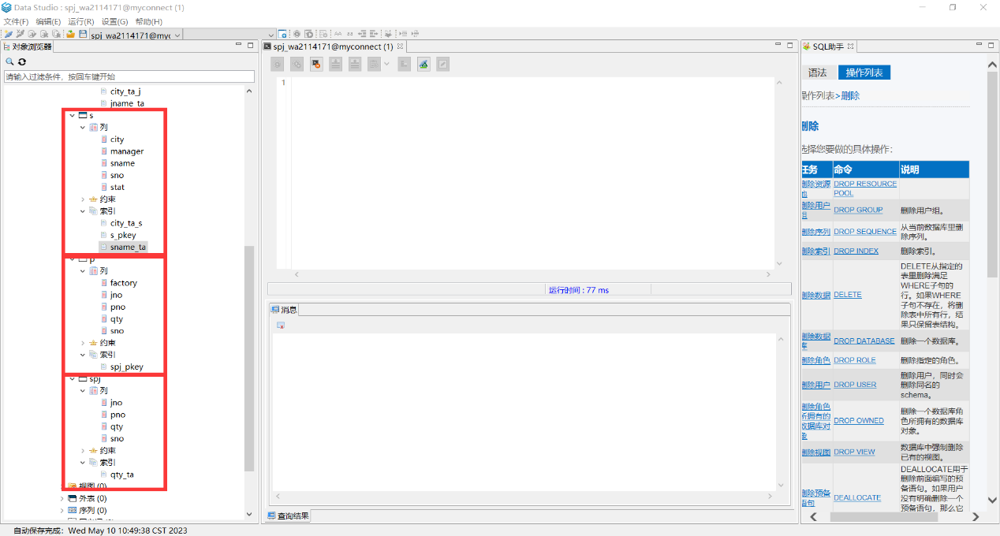 Data Studio : spj_wa2114171@myconnect (1)
文件(F) 编辑(E) 运行(R) 设置(G) 帮助(H)
spj_wa2114171@myc
对象浏览器
请输入过滤条件，按回车键开始
city_ta_j
jname_ta
s
列
city
manager
sname
sno
stat
约束
索引
city_ta_s
s_pkey
sname_ta
p
列
factory
jno
pno
qty
sno
约束
索引
spj_pkey
spj
列
jno
pno
qty
sno
约束
索引
qty_ta
视图 (0)
外表 (0)
序列 (0)
spj_wa2114171@myconnect (1)
1
运行时间 : 77 ms
消息
查询结果
SQL助手
语法 操作列表
操作列表>删除
删除
选择您要做的具体操作：
任务 命令 说明
删除资源池 DROP RESOURCE POOL
删除用户组 DROP GROUP 删除用户组。
删除序列 DROP SEQUENCE 从当前数据库里删除序列。
删除索引 DROP INDEX 删除索引。
删除数据 DELETE DELETE从指定的表里删除满足WHERE子句的行。如果WHERE子句不存在，将删除表中所有行，结果只保留表结构。
删除数据库 DROP DATABASE 删除一个数据库。
删除角色 DROP ROLE 删除指定的角色。
删除用户 DROP USER 删除用户，同时会删除同名的schema。
删除角色所拥有的数据库对象 DROP OWNED 删除一个数据库角色所拥有的数据库对象。
删除视图 DROP VIEW 数据库中强制删除已有的视图。
删除预备语句 DEALLOCATE DEALLOCATE用于删除前面编写的预备语句。如果用户没有明确删除一个预备语句，那么它
自动保存完成：Wed May 10 10:49:38 CST 2023